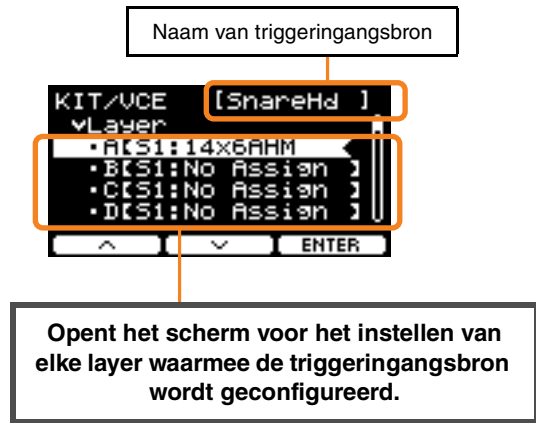 Naam van triggeringangsbron
KIT/VCE [SnareHd ]
Layer
・A[S1:14x6AHM
・B[S1:No Assign ]
・C[S1:No Assign ]
・D[S1:No Assign ]
ENTER
Opent het scherm voor het instellen van
elke layer waarmee de triggeringangsbron
wordt geconfigureerd.